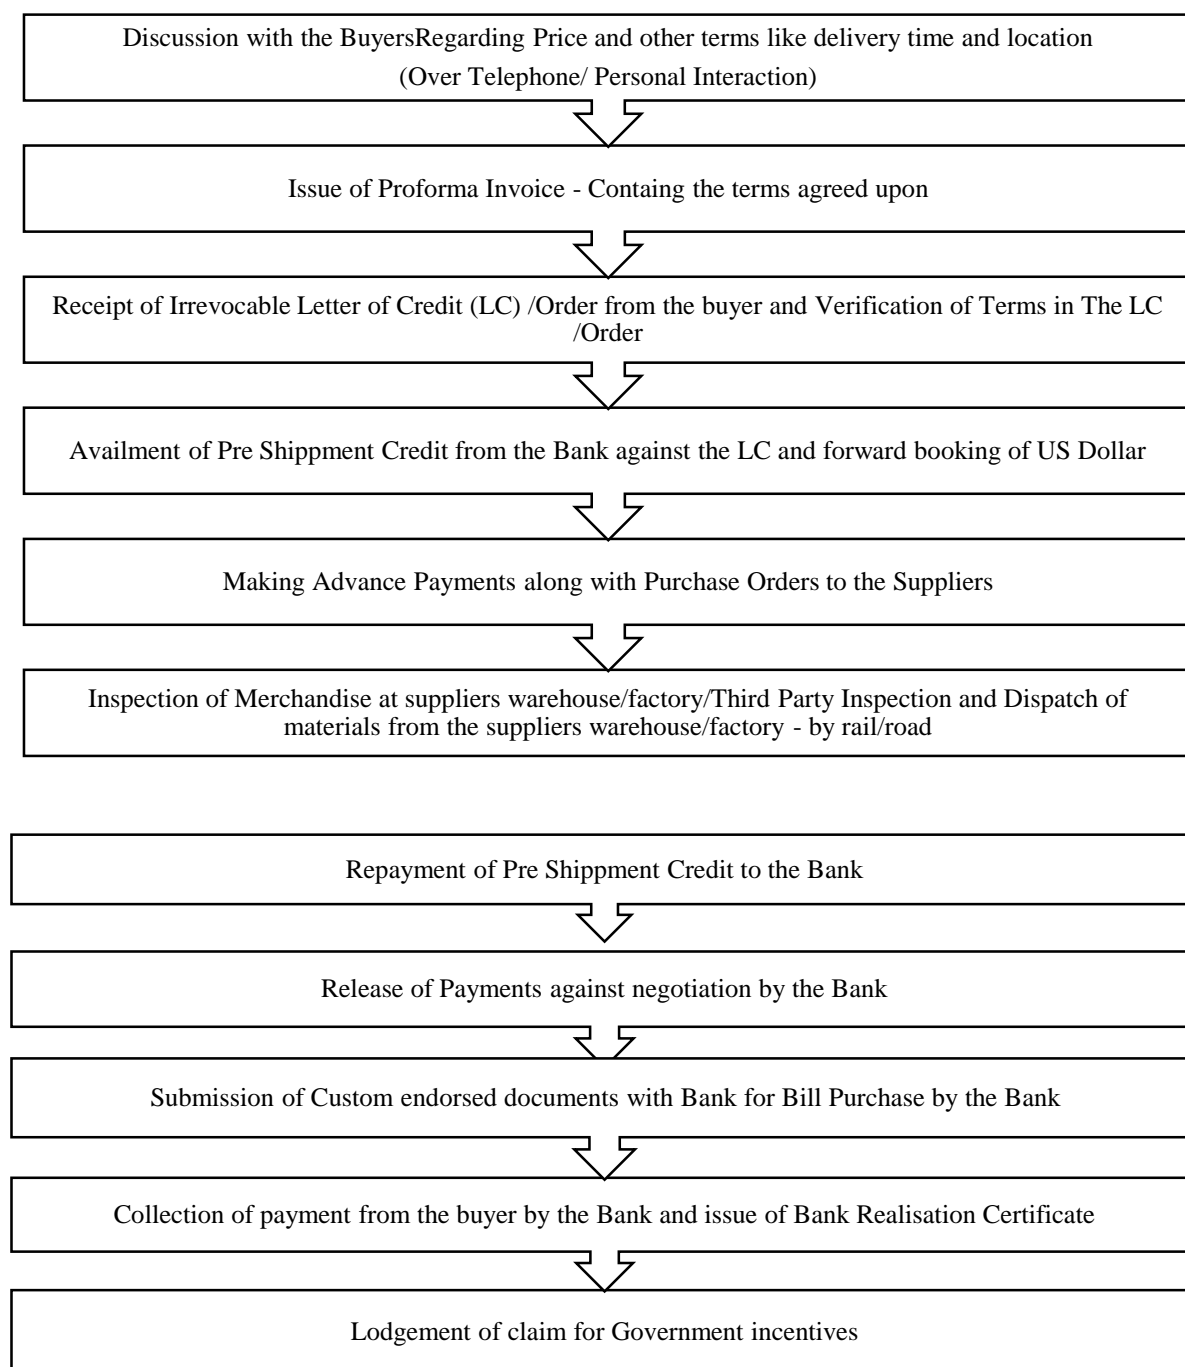 Discussion with the BuyersRegarding Price and other terms like delivery time and location
(Over Telephone/ Personal Interaction)
Issue of Proforma Invoice - Containg the terms agreed upon
Receipt of Irrevocable Letter of Credit (LC) /Order from the buyer and Verification of Terms in The LC
/Order
Availment of Pre Shippment Credit from the Bank against the LC and forward booking of US Dollar
Making Advance Payments along with Purchase Orders to the Suppliers
Inspection of Merchandise at suppliers warehouse/factory/Third Party Inspection and Dispatch of
materials from the suppliers warehouse/factory - by rail/road
Repayment of Pre Shippment Credit to the Bank
Release of Payments against negotiation by the Bank
Submission of Custom endorsed documents with Bank for Bill Purchase by the Bank
Collection of payment from the buyer by the Bank and issue of Bank Realisation Certificate
Lodgement of claim for Government incentives